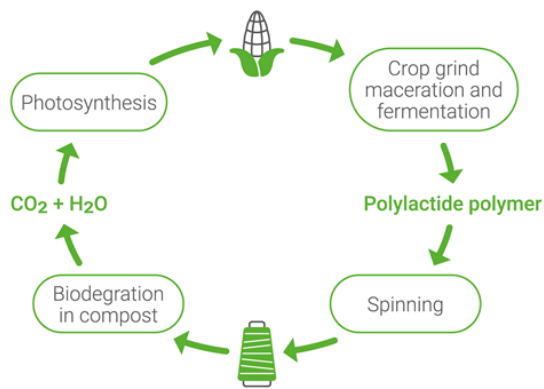 Photosynthesis
Crop grind
maceration and
fermentation
CO₂ + H₂O
Polylactide polymer
Biodegration
in compost
Spinning